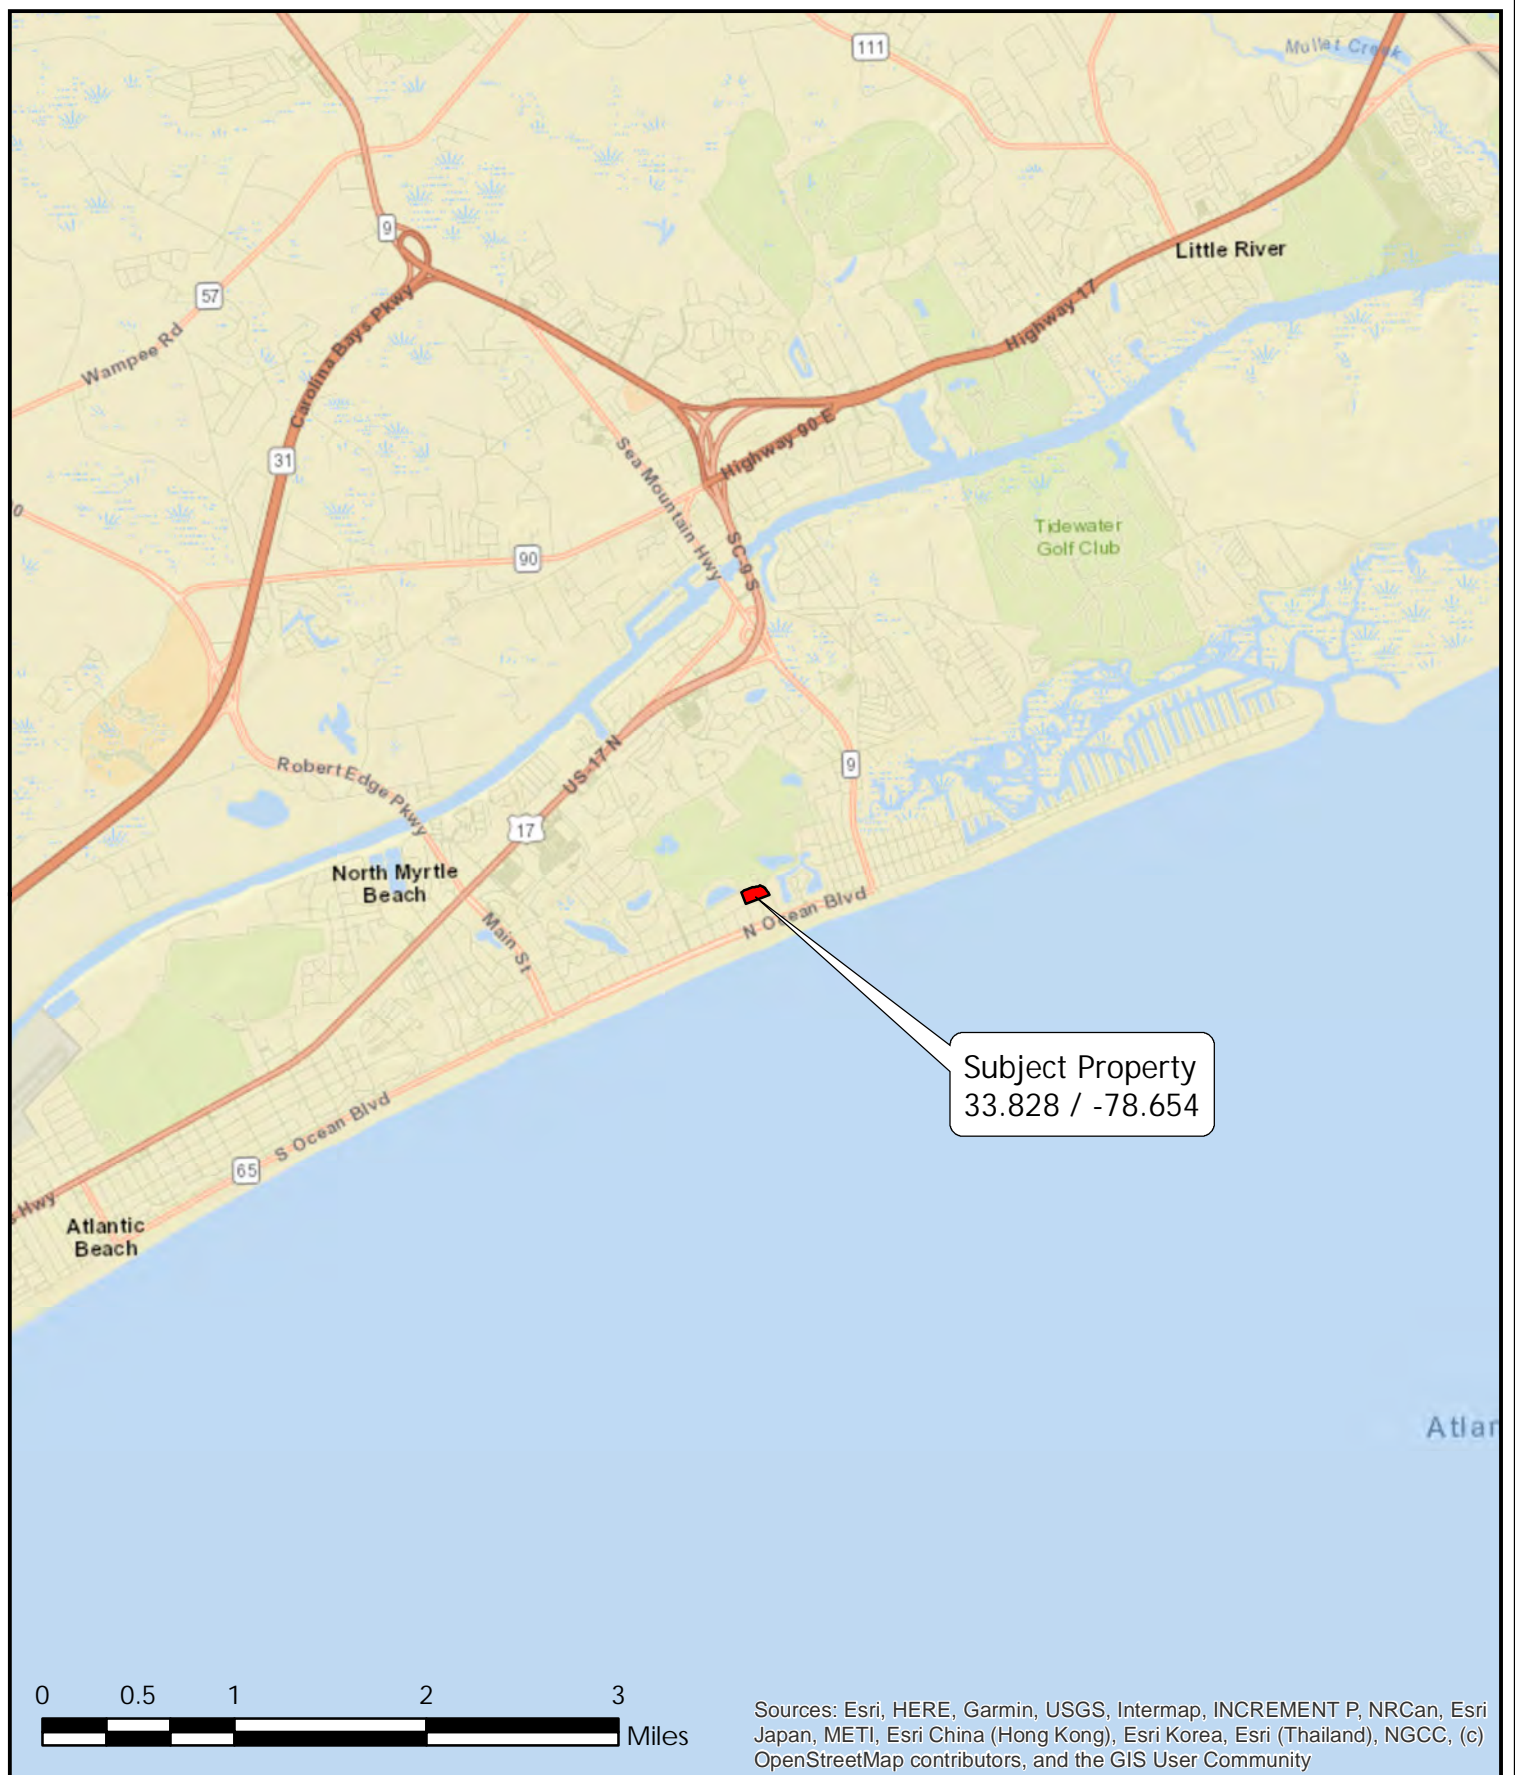 111
Mullet Creek
9
Little River
57
Carolina Bays Pkwy
Highway 17
Wampee Rd
Highway 90 E
31
Sea Mountain Hwy
0
Tidewater
Golf Club
SC 9 S
90
US-17 N
9
Robert Edge Pkwy
17
North Myrtle
Beach
N Ocean Blvd
Main St
Subject Property
33.828 / -78.654
S Ocean Blvd
65
s Hwy
Atlantic
Beach
Atlan
0 0.5 1 2 3
Miles
Sources: Esri, HERE, Garmin, USGS, Intermap, INCREMENT P, NRCan, Esri
Japan, METI, Esri China (Hong Kong), Esri Korea, Esri (Thailand), NGCC, (c)
OpenStreetMap contributors, and the GIS User Community